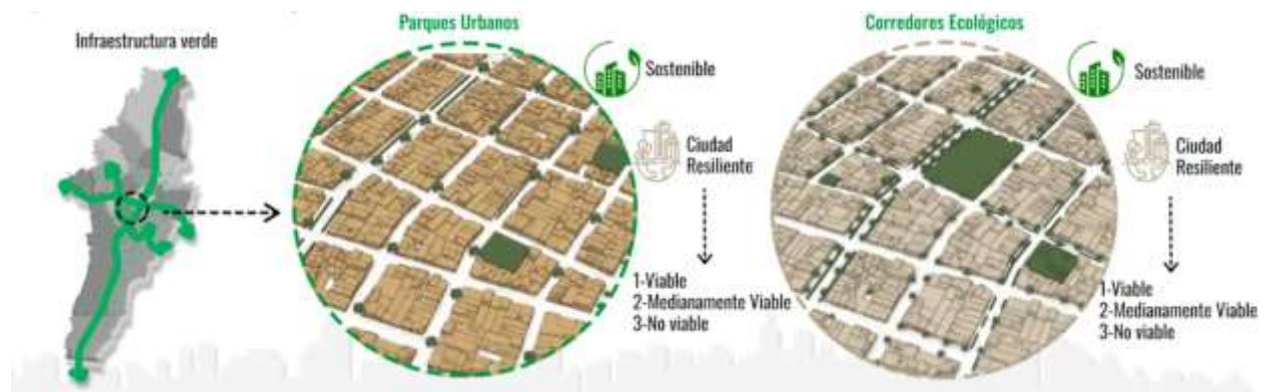 Infraestructura verde
Parques Urbanos
Sostenible
Ciudad
Resiliente
1-Viable
2-Medianamente Viable
3-No viable
Corredores Ecológicos
Sostenible
Ciudad
Resiliente
1-Viable
2-Medianamente Viable
3-No viable